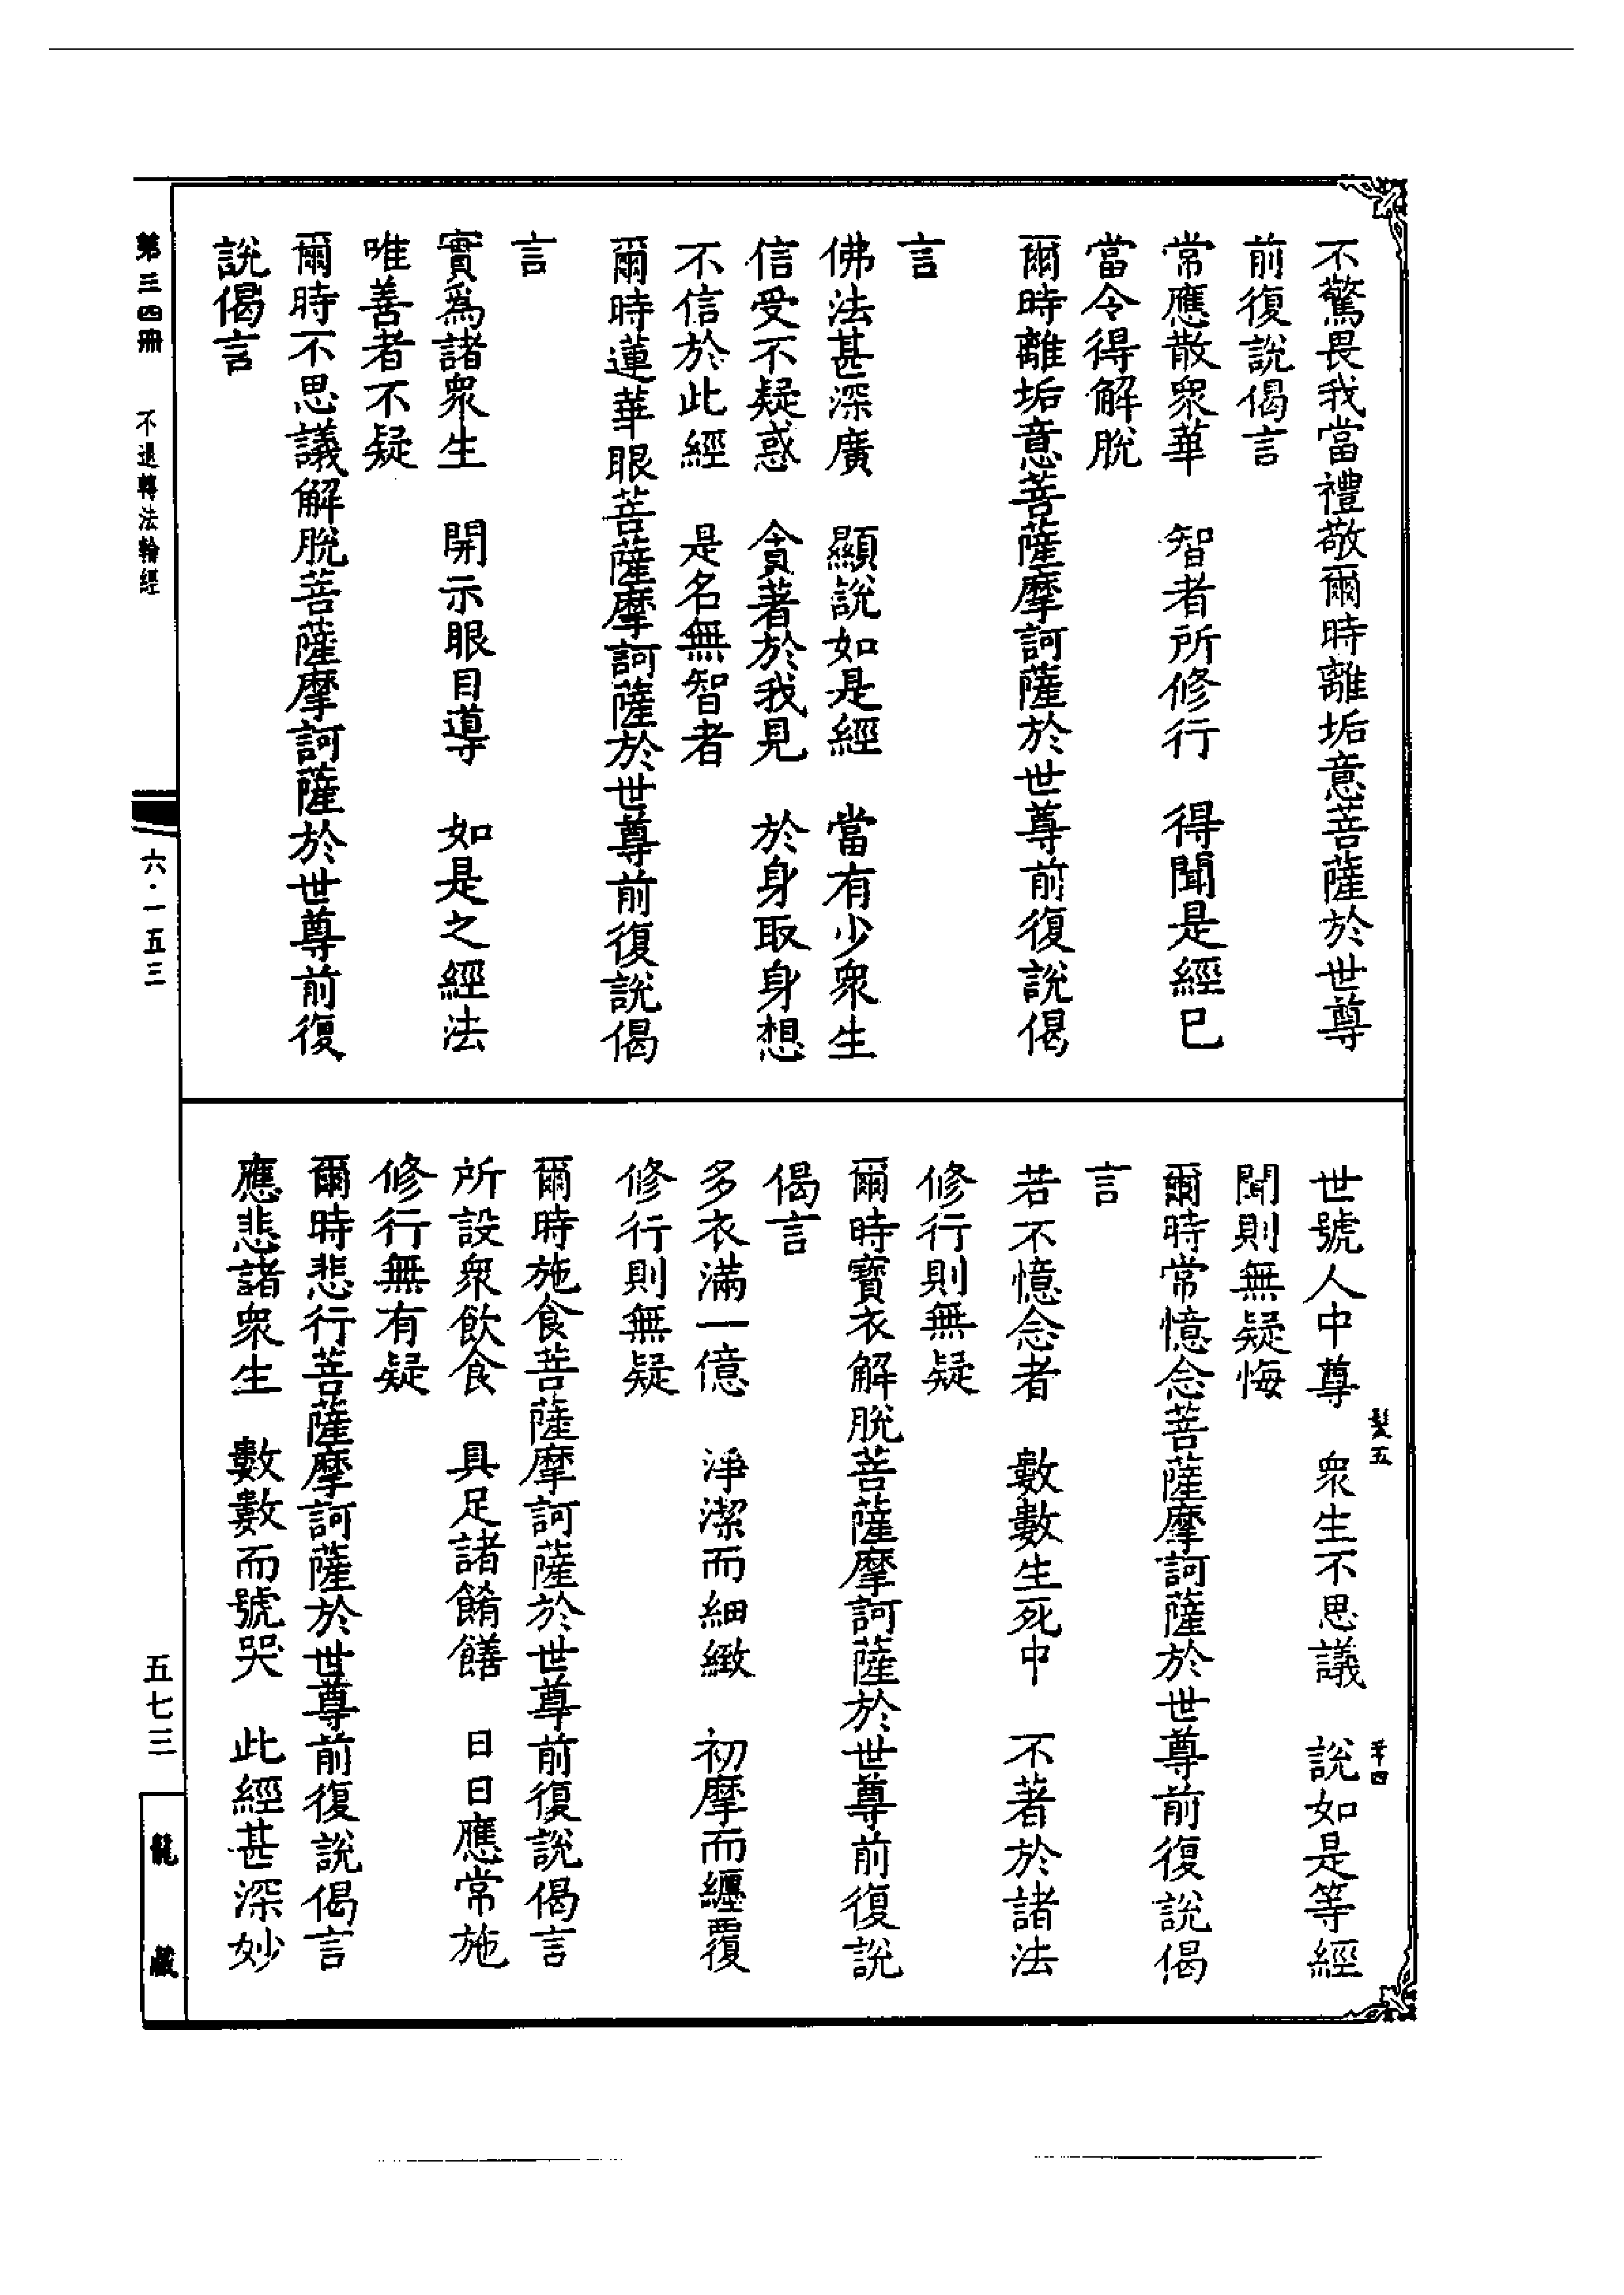 不驚畏我當禮敬爾時離垢意菩薩於世尊
前復說偈言
常應散衆華　智者所修行　得聞是經已
當令得解脫
爾時離垢意菩薩摩訶薩於世尊前復說偈
言
佛法甚深廣　顯說如是經　當有少衆生
信受不疑惑　貪著於我見　於身取身想
不信於此經　是名無智者
爾時蓮華眼菩薩摩訶薩於世尊前復說偈
言
實爲諸衆生　開示眼目導　如是之經法
唯善者不疑
爾時不思議解脫菩薩摩訶薩於世尊前復
說偈言
世號人中尊　衆生不思議　說如是等經
聞則無疑悔
爾時常憶念菩薩摩訶薩於世尊前復說偈
言
若不憶念者　數數生死中　不著於諸法
修行則無疑
爾時寶衣解脫菩薩摩訶薩於世尊前復說
偈言
多衣滿一億　淨潔而細緻　初摩而纏覆
修行則無疑
爾時施食菩薩摩訶薩於世尊前復說偈言
所設衆飲食　具足諸餚饍　日日應常施
修行無有疑
爾時悲行菩薩摩訶薩於世尊前復說偈言
應悲諸衆生　數數而號哭　此經甚深妙
髮五
第三四冊　不退轉法輪經
六·一五三
五七三
龍藏